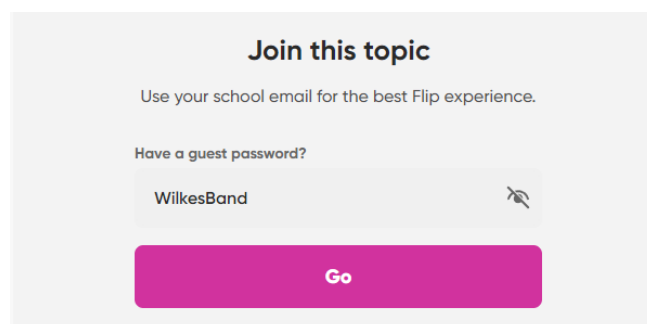 Join this topic
Use your school email for the best Flip experience.
Have a guest password?
WilkesBand
Go